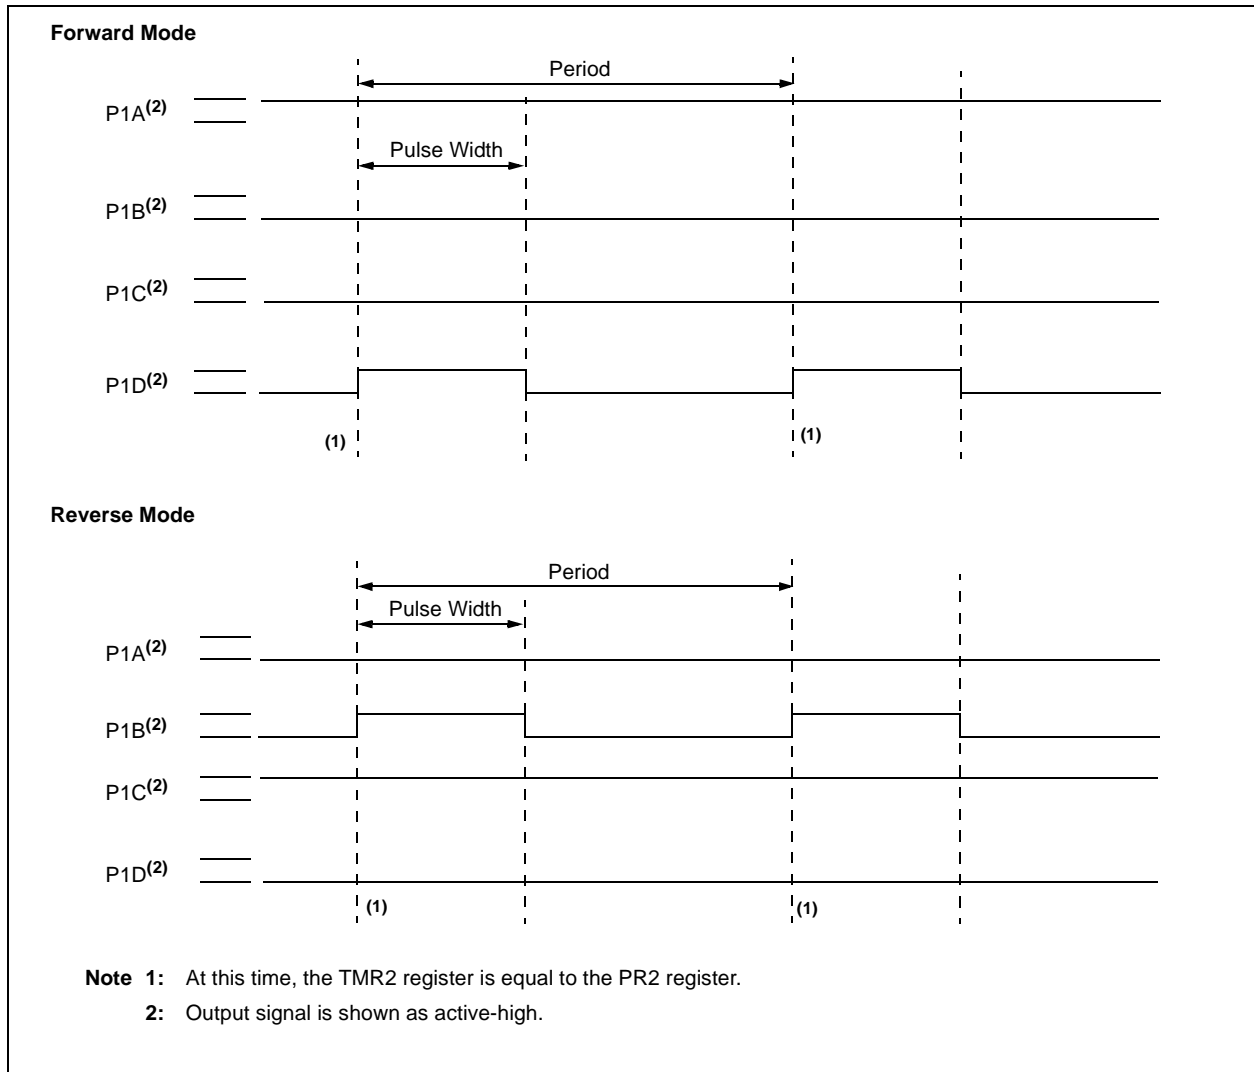 Forward Mode
Period
P1A(2)
Pulse Width
P1B(2)
P1C(2)
P1D(2)
(1) (1)
Reverse Mode
Period
Pulse Width
P1A(2)
P1B(2)
P1C(2)
P1D(2)
(1) (1)
Note 1: At this time, the TMR2 register is equal to the PR2 register.
2: Output signal is shown as active-high.